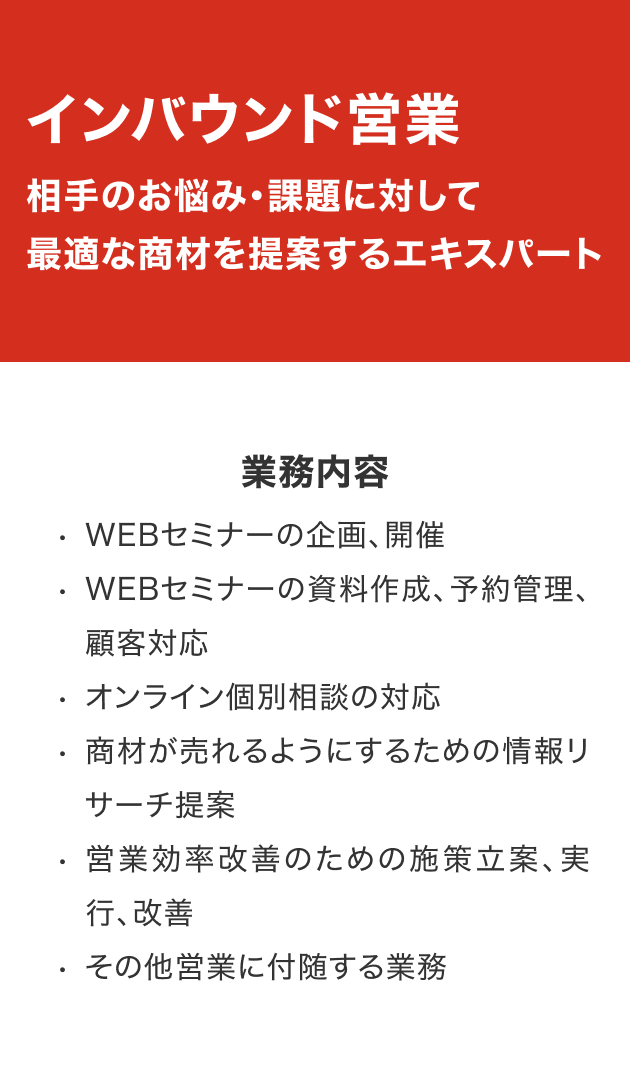 インバウンド営業
相手のお悩み・課題に対して
最適な商材を提案するエキスパート
業務内容
・ WEBセミナーの企画、開催
・ WEBセミナーの資料作成、予約管理、
顧客対応
・ オンライン個別相談の対応
・ 商材が売れるようにするための情報リ
サーチ提案
・ 営業効率改善のための施策立案、実
行、改善
・ その他営業に付随する業務